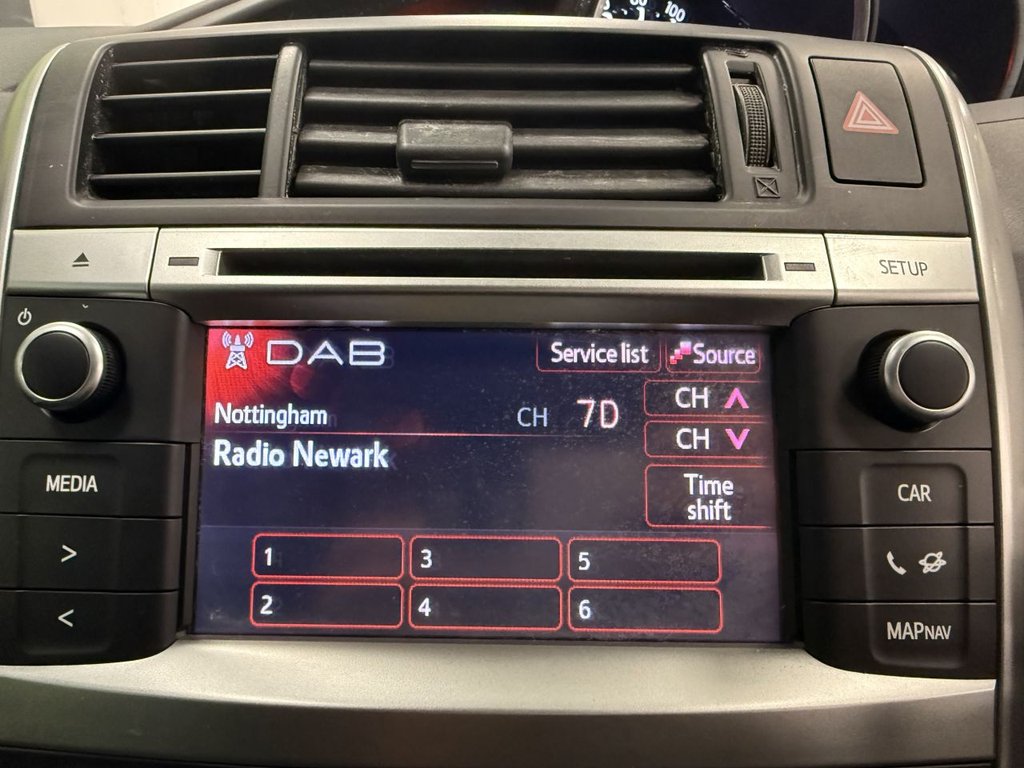 100
SETUP
DAB
Service list
Source
Nottingham
CH 7D
CH
Radio Newark
CH
Time
shift
MEDIA
>
<
1
3
5
2
4
6
CAR
MAPNAV